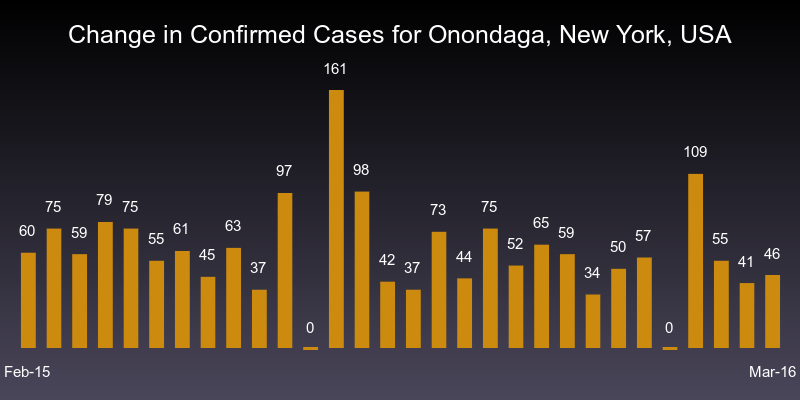 Change in Confirmed Cases for Onondaga, New York, USA
60 75 59 79 75 55 61 45 63 37 97 0 161 98 42 37 73 44 75 52 65 59 34 50 57 0 109 55 41 46
Feb-15 Mar-16